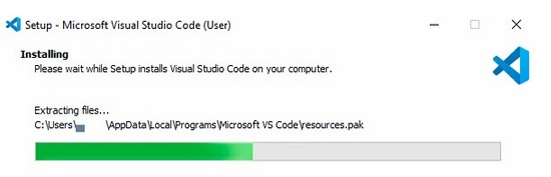 Setup - Microsoft Visual Studio Code (User)
Installing
Please wait while Setup installs Visual Studio Code on your computer.
Extracting files...
C:\Users\ \AppData\Local\Programs\Microsoft VS Code\resources.pak